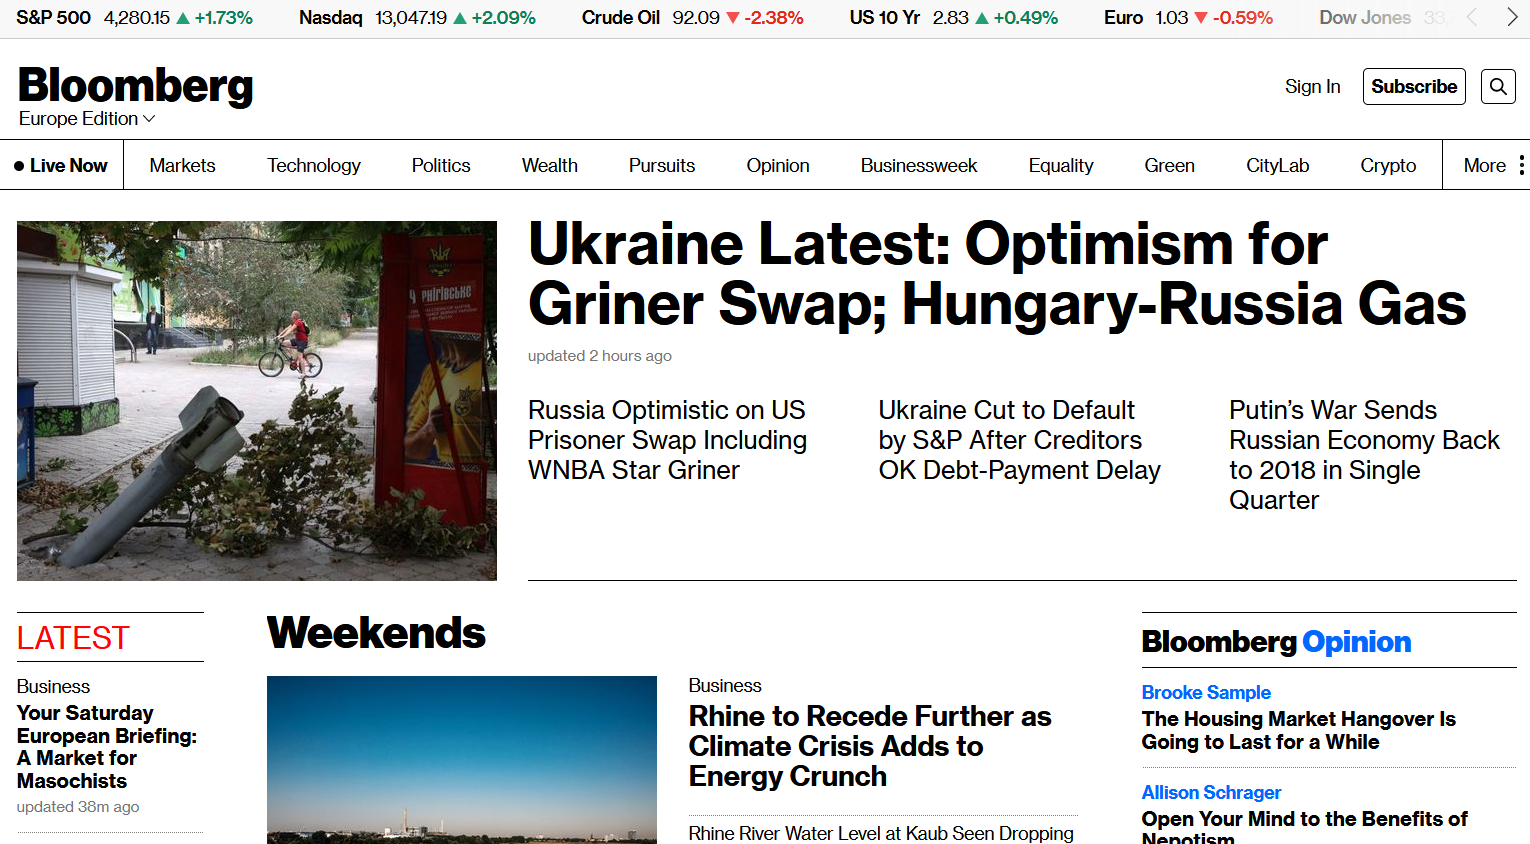 S&P 500 4,280.15 ▲ +1.73% Nasdaq 13,047.19 ▲ +2.09% Crude Oil 92.09 ▼ -2.38% US 10 Yr 2.83 ▲ +0.49% Euro 1.03 ▼ -0.59% Dow Jones 33,
Bloomberg
Europe Edition
Sign In Subscribe
Live Now Markets Technology Politics Wealth Pursuits Opinion Businessweek Equality Green CityLab Crypto More
ЧРНІГІВСЬКЕ
Ukraine Latest: Optimism for
Griner Swap; Hungary-Russia Gas
updated 2 hours ago
Russia Optimistic on US
Prisoner Swap Including
WNBA Star Griner
Ukraine Cut to Default
by S&P After Creditors
OK Debt-Payment Delay
Putin’s War Sends
Russian Economy Back
to 2018 in Single
Quarter
LATEST
Business
Your Saturday
European Briefing:
A Market for
Masochists
updated 38m ago
Weekends
Business
Rhine to Recede Further as
Climate Crisis Adds to
Energy Crunch
Rhine River Water Level at Kaub Seen Dropping
Bloomberg Opinion
Brooke Sample
The Housing Market Hangover Is
Going to Last for a While
Allison Schrager
Open Your Mind to the Benefits of
Nepotism